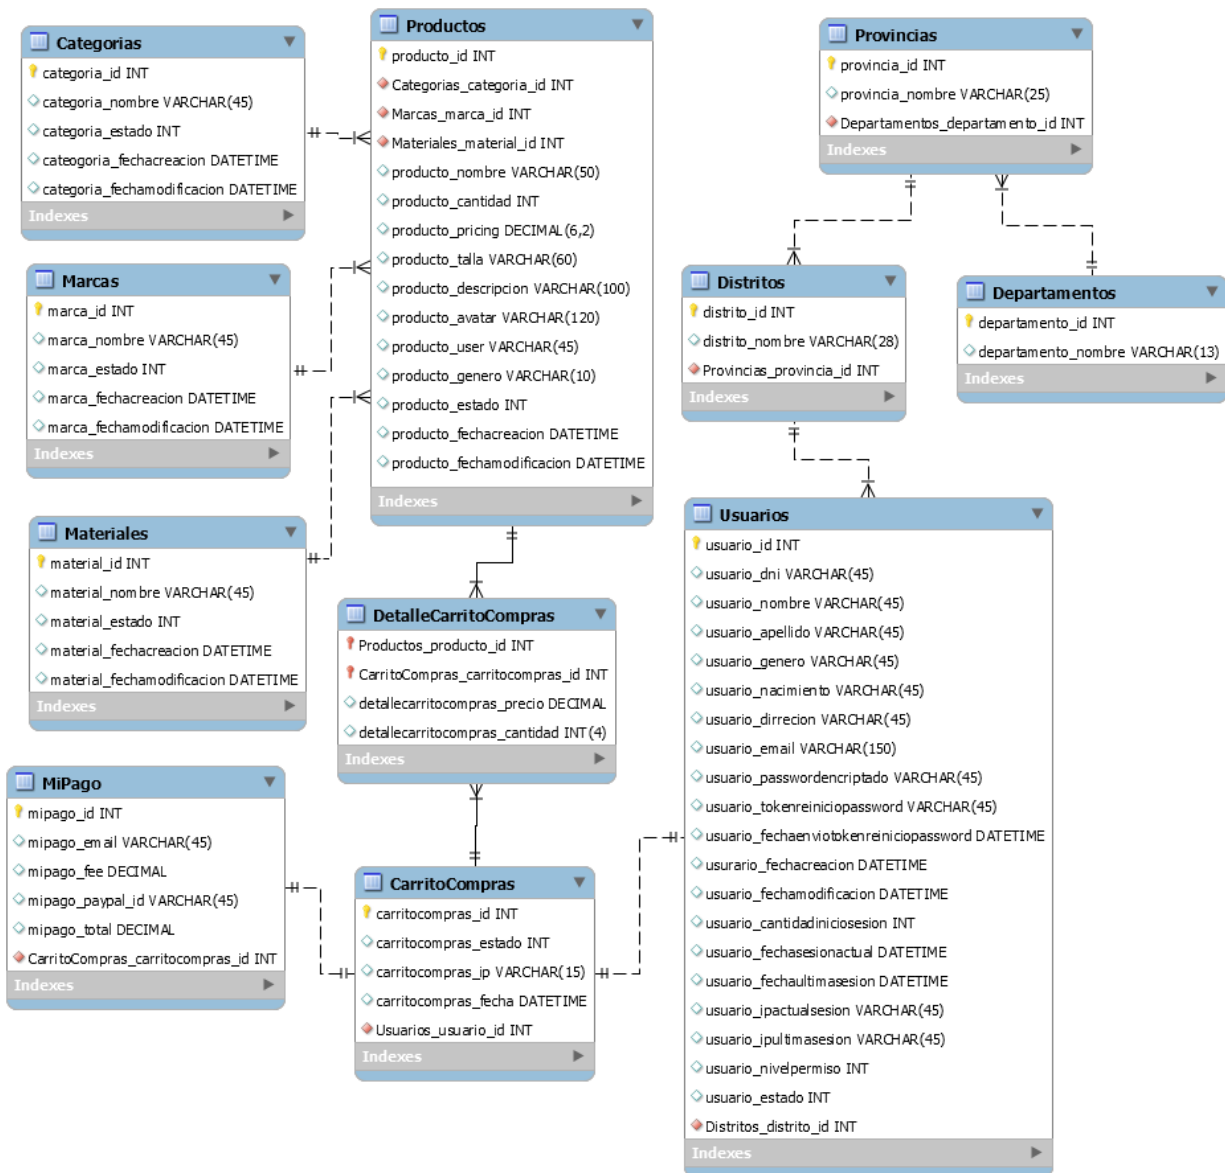 Categorias
categoria_id INT
categoria_nombre VARCHAR(45)
categoria_estado INT
cateogoria_fechacreacion DATETIME
categoria_fechamodificacion DATETIME
Indexes
Marcas
marca_id INT
marca_nombre VARCHAR(45)
marca_estado INT
marca_fechacreacion DATETIME
marca_fechamodificacion DATETIME
Indexes
Materiales
material_id INT
material_nombre VARCHAR(45)
material_estado INT
material_fechacreacion DATETIME
material_fechamodificacion DATETIME
Indexes
MiPago
mipago_id INT
mipago_email VARCHAR(45)
mipago_fee DECIMAL
mipago_paypal_id VARCHAR(45)
mipago_total DECIMAL
CarritoCompras_carritocompras_id INT
Indexes
Productos
producto_id INT
Categorias_categoria_id INT
Marcas_marca_id INT
Materiales_material_id INT
producto_nombre VARCHAR(50)
producto_cantidad INT
producto_pricing DECIMAL(6,2)
producto_talla VARCHAR(60)
producto_descripcion VARCHAR(100)
producto_avatar VARCHAR(120)
producto_user VARCHAR(45)
producto_genero VARCHAR(10)
producto_estado INT
producto_fechacreacion DATETIME
producto_fechamodificacion DATETIME
Indexes
DetalleCarritoCompras
Productos_producto_id INT
CarritoCompras_carritocompras_id INT
detallecarritocompras_precio DECIMAL
detallecarritocompras_cantidad INT(4)
Indexes
CarritoCompras
carritocompras_id INT
carritocompras_estado INT
carritocompras_ip VARCHAR(15)
carritocompras_fecha DATETIME
Usuarios_usuario_id INT
Indexes
Provincias
provincia_id INT
provincia_nombre VARCHAR(25)
Departamentos_departamento_id INT
Indexes
Distritos
distrito_id INT
distrito_nombre VARCHAR(28)
Provincias_provincia_id INT
Indexes
Departamentos
departamento_id INT
departamento_nombre VARCHAR(13)
Indexes
Usuarios
usuario_id INT
usuario_dni VARCHAR(45)
usuario_nombre VARCHAR(45)
usuario_apellido VARCHAR(45)
usuario_genero VARCHAR(45)
usuario_nacimiento VARCHAR(45)
usuario_dirrecion VARCHAR(45)
usuario_email VARCHAR(150)
usuario_passwordencriptado VARCHAR(45)
usuario_tokenreiniciopassword VARCHAR(45)
usuario_fechaenviotokenreiniciopassword DATETIME
usurario_fechacreacion DATETIME
usuario_fechamodificacion DATETIME
usuario_cantidadiniciosesion INT
usuario_fechasesionactual DATETIME
usuario_fechaultimasesion DATETIME
usuario_ipactualsesion VARCHAR(45)
usuario_ipultimasesion VARCHAR(45)
usuario_nivelpermiso INT
usuario_estado INT
Distritos_distrito_id INT
Indexes